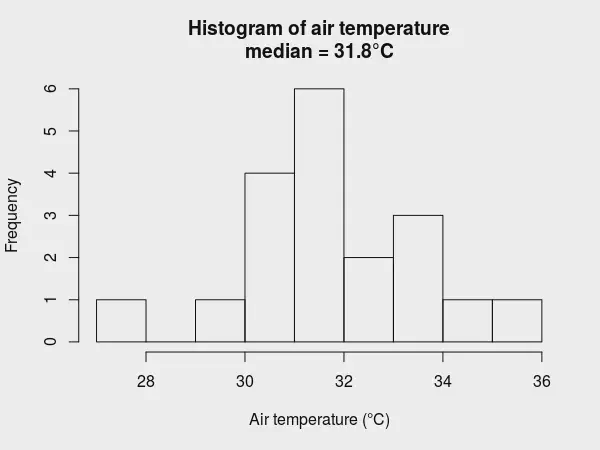 Histogram of air temperature
median = 31.8°C
6
5
4
3
2
1
0
Frequency
28 30 32 34 36
Air temperature (°C)